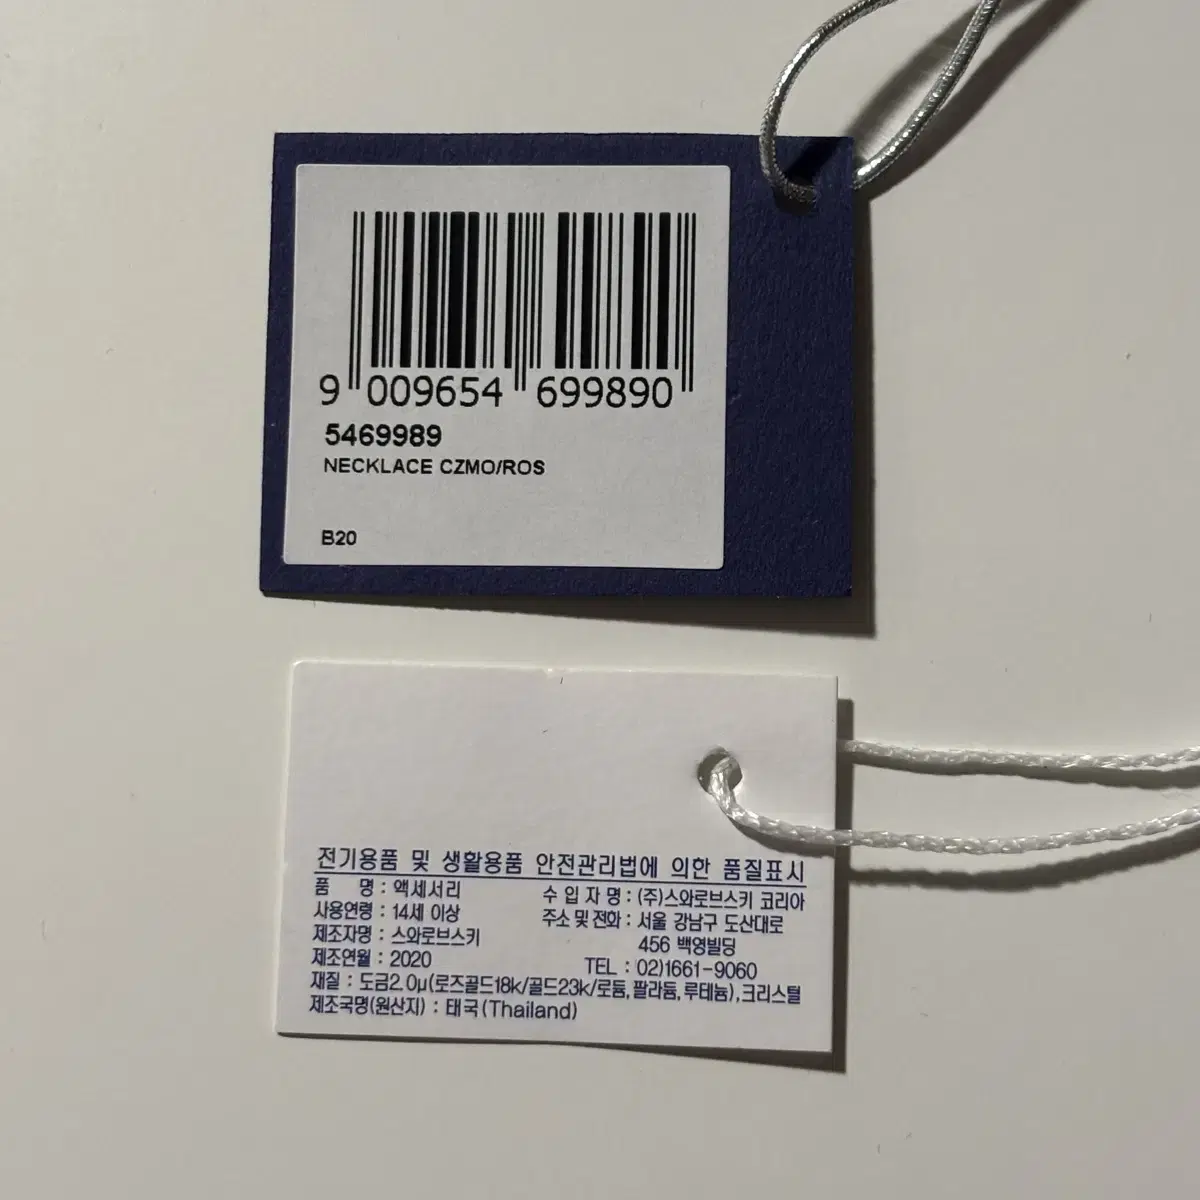 9 009654 699890
5469989
NECKLACE CZMO/ROS
B20
전기용품 및 생활용품 안전관리법에 의한 품질표시
품 명 : 액세서리
사용연령 : 14세 이상
제조자명 : 스와로브스키
제조연월 : 2020
수 입 자 명 : (주)스와로브스키 코리아
주소 및 전화 : 서울 강남구 도산대로
456 백영빌딩
TEL : 02)1661-9060
재질 : 도금2.0μ(로즈골드18k/골드23k/로듐,팔라듐,루테늄),크리스털
제조국명(원산지) : 태국(Thailand)